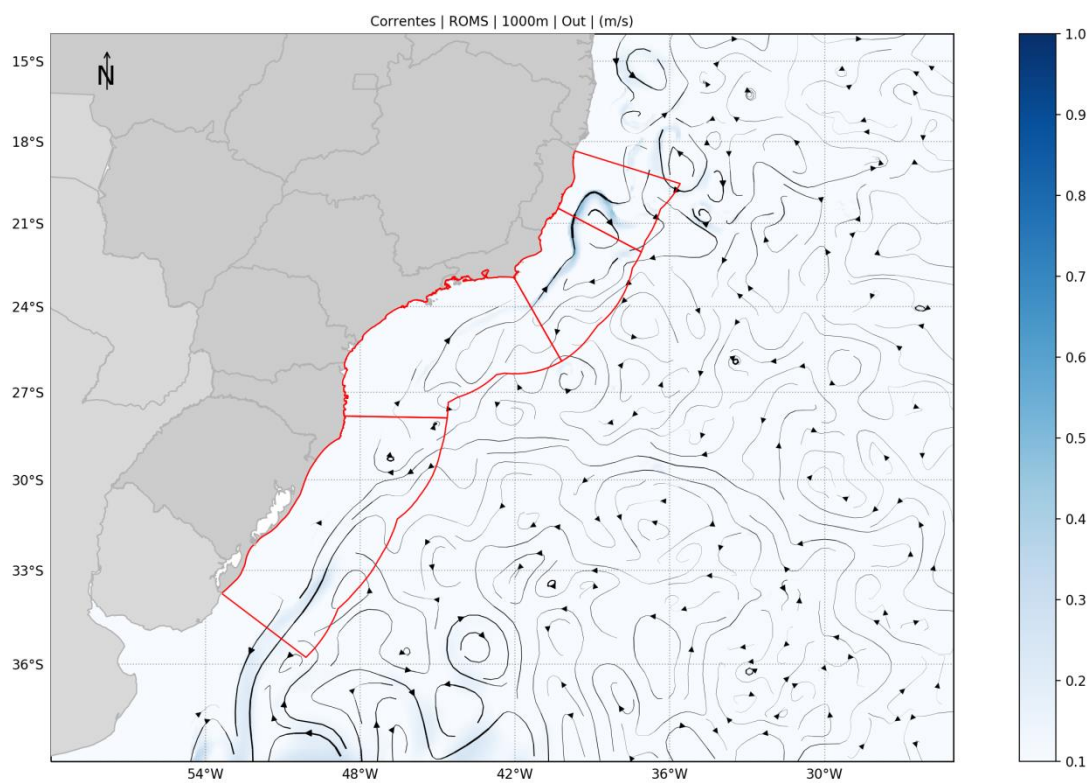 Correntes | ROMS | 1000m | Out | (m/s)
N
15°S
18°S
21°S
24°S
27°S
30°S
33°S
36°S
54°W
48°W
42°W
36°W
30°W
1.0
0.9
0.8
0.7
0.6
0.5
0.4
0.3
0.2
0.1